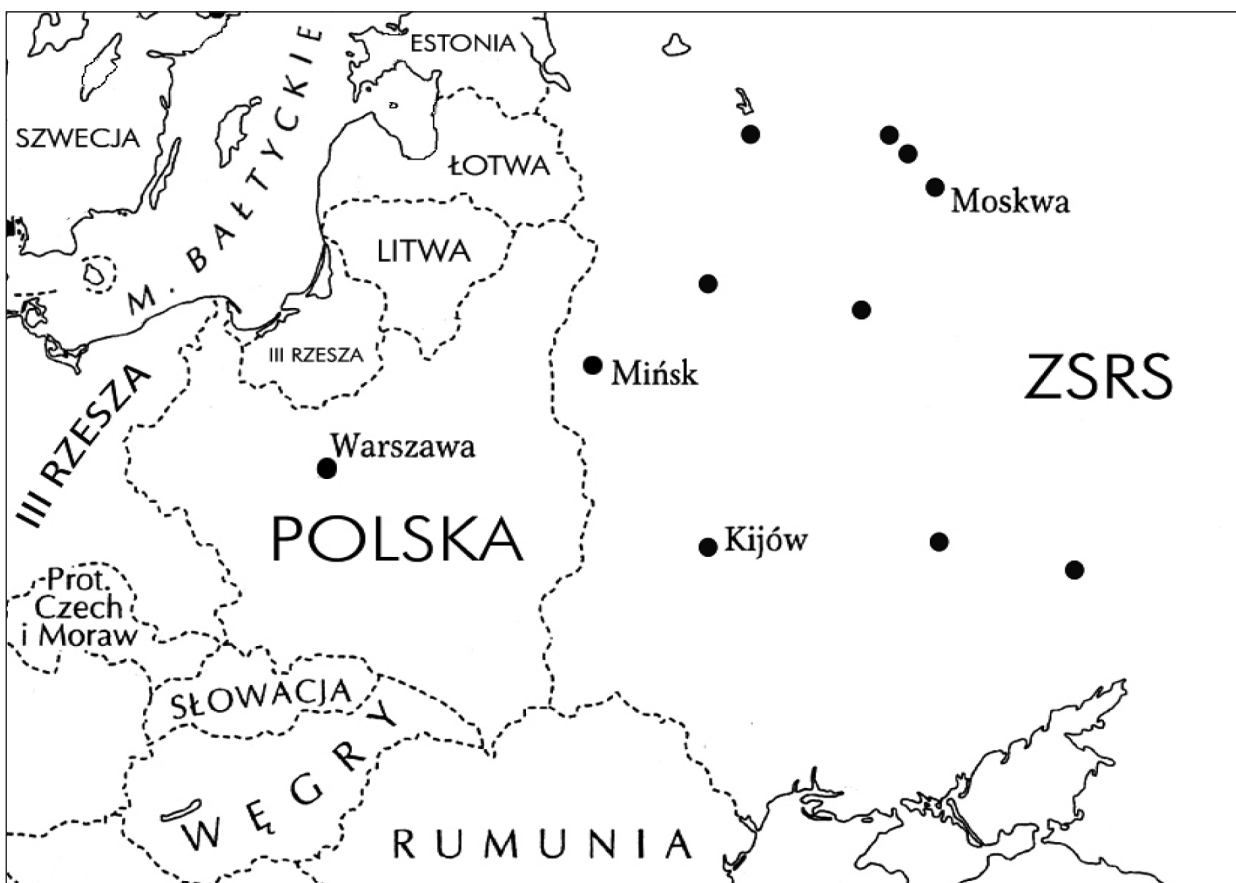 ESTONIA
SZWECJA
M. BAŁTYCKIE
ŁOTWA
Moskwa
LITWA
III RZESZA
Mińsk
ZSRS
III RZESZA
Warszawa
POLSKA
Kijów
Prot.
Czech
i Moraw
SŁOWACJA
WĘGRY
RUMUNIA